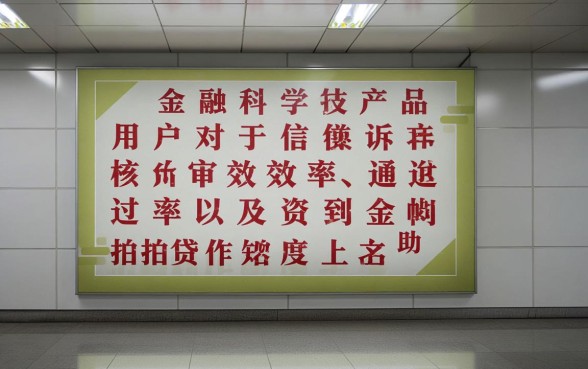 金融科学技产品
用户对于信诉
核审效效率、通
过率以及资到金
拍拍贷作度上助